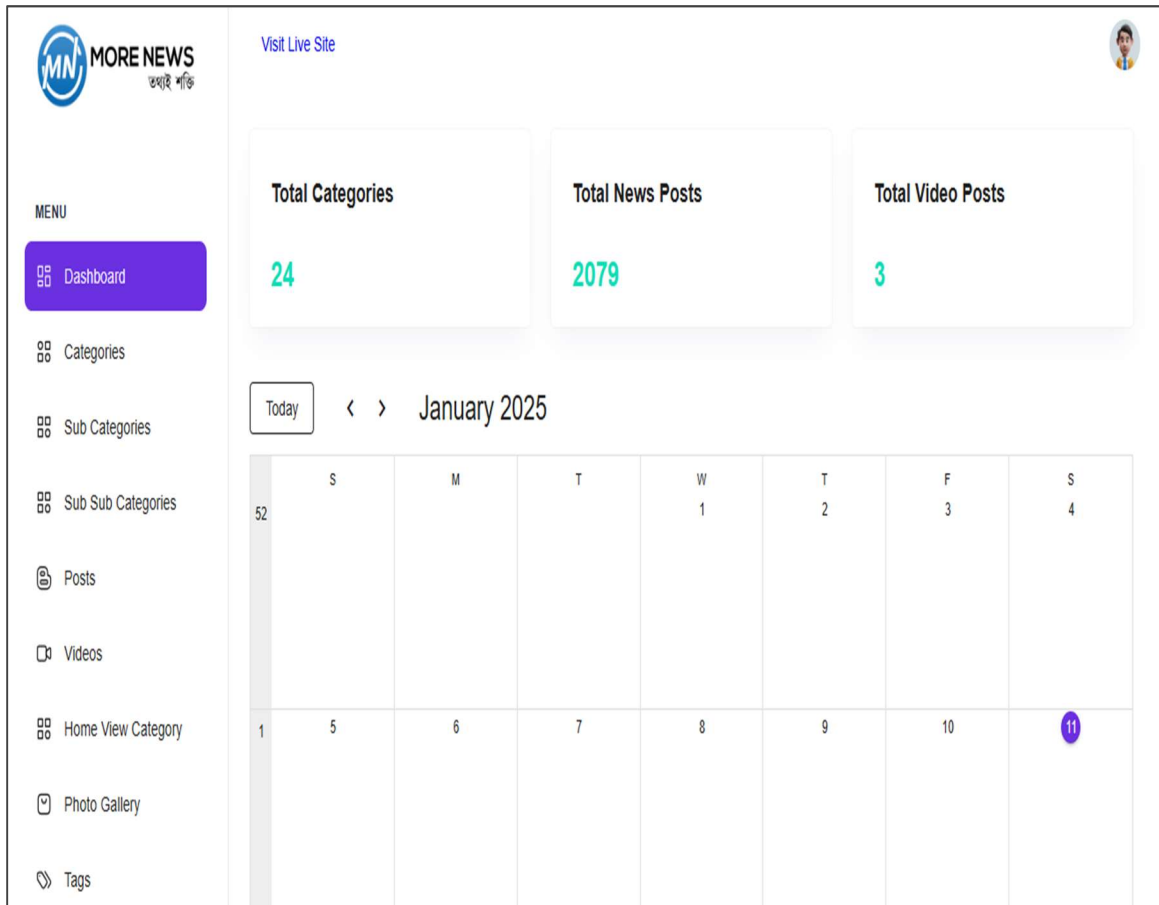 MN MORE NEWS
তথ্যই শক্তি
Visit Live Site
MENU
Dashboard
Categories
Sub Categories
Sub Sub Categories
Posts
Videos
Home View Category
Photo Gallery
Tags
Total Categories
24
Total News Posts
2079
Total Video Posts
3
Today < > January 2025
S M T W T F S
52 1 2 3 4
1 5 6 7 8 9 10 11